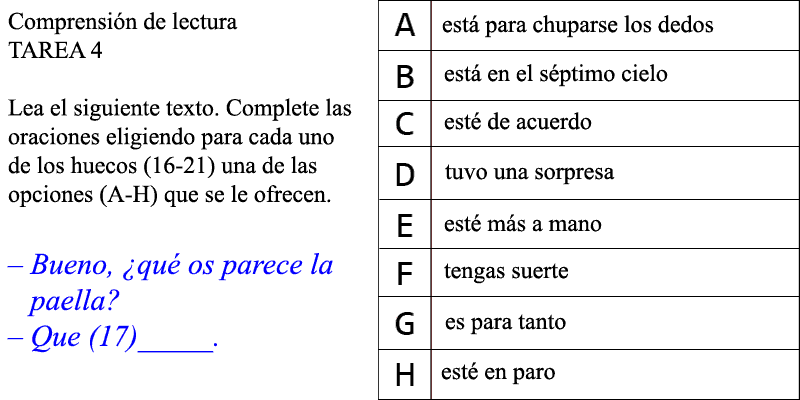 Comprensión de lectura
TAREA 4
Lea el siguiente texto. Complete las
oraciones eligiendo para cada uno
de los huecos (16-21) una de las
opciones (A-H) que se le ofrecen.
– Bueno, ¿qué os parece la
paella?
– Que (17)_____.
A está para chuparse los dedos
B está en el séptimo cielo
C esté de acuerdo
D tuvo una sorpresa
E esté más a mano
F tengas suerte
G es para tanto
H esté en paro